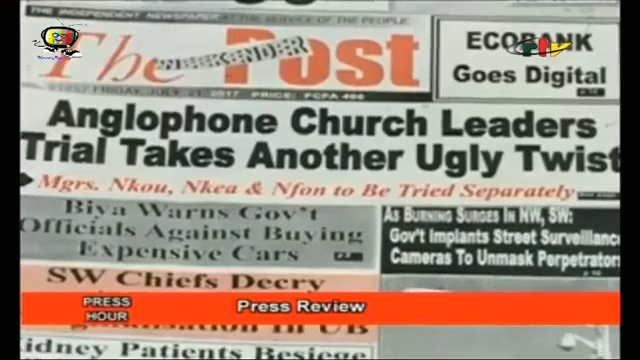 THE INDEPENDENT NEWSPAPER AT THE SERVICE OF THE PEOPLE
The Post
WEEKENDER
FRIDAY, JULY 21, 2017 PRICE: FCFA 400
ECOBANK
Goes Digital
Anglophone Church Leaders
Trial Takes Another Ugly Twist
Mgrs. Nkou, Nkea & Nfon to Be Tried Separately
Biya Warns Gov't
Officials Against Buying
Expensive Cars
As Burning Surges In NW, SW:
Gov't Implants Street Surveillance
Cameras To Unmask Perpetrators
SW Chiefs Decry
In UB
PRESS
HOUR
Press Review
Kidney Patients Besiege